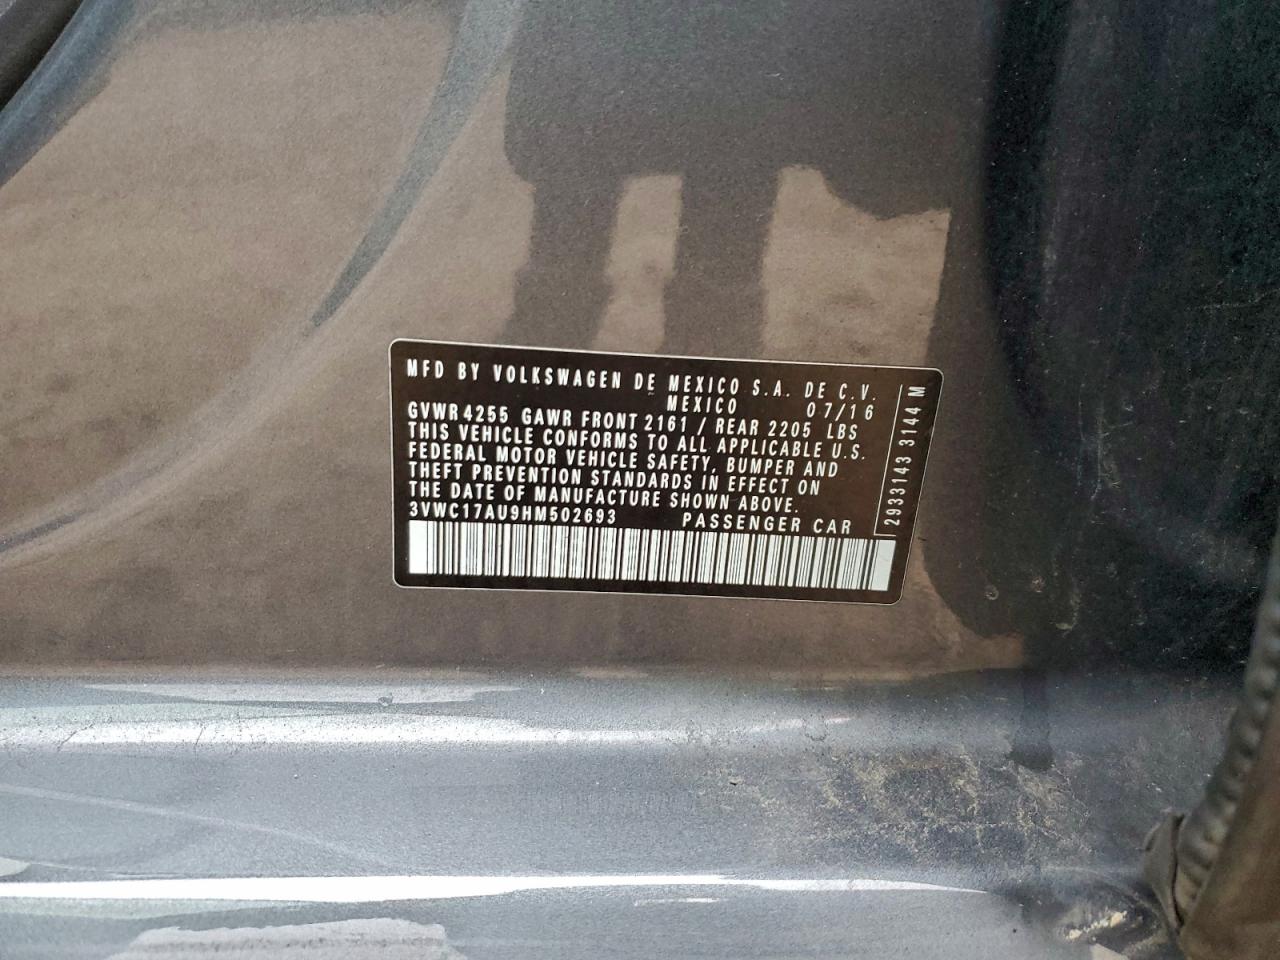 MFD BY VOLKSWAGEN DE MEXICO S.A. DE C.V.
MEXICO 07/16
GVWR 4255 GAWR FRONT 2161 / REAR 2205 LBS
THIS VEHICLE CONFORMS TO ALL APPLICABLE U.S.
FEDERAL MOTOR VEHICLE SAFETY, BUMPER AND
THEFT PREVENTION STANDARDS IN EFFECT ON
THE DATE OF MANUFACTURE SHOWN ABOVE.
3VWC17AU9HM502693 PASSENGER CAR
2933143 3144 M